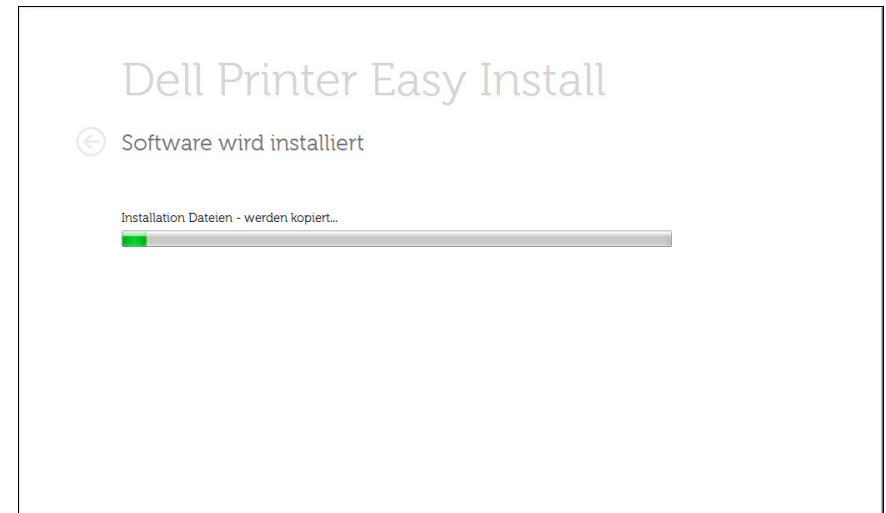 Dell Printer Easy Install
Software wird installiert
Installation Dateien - werden kopiert...